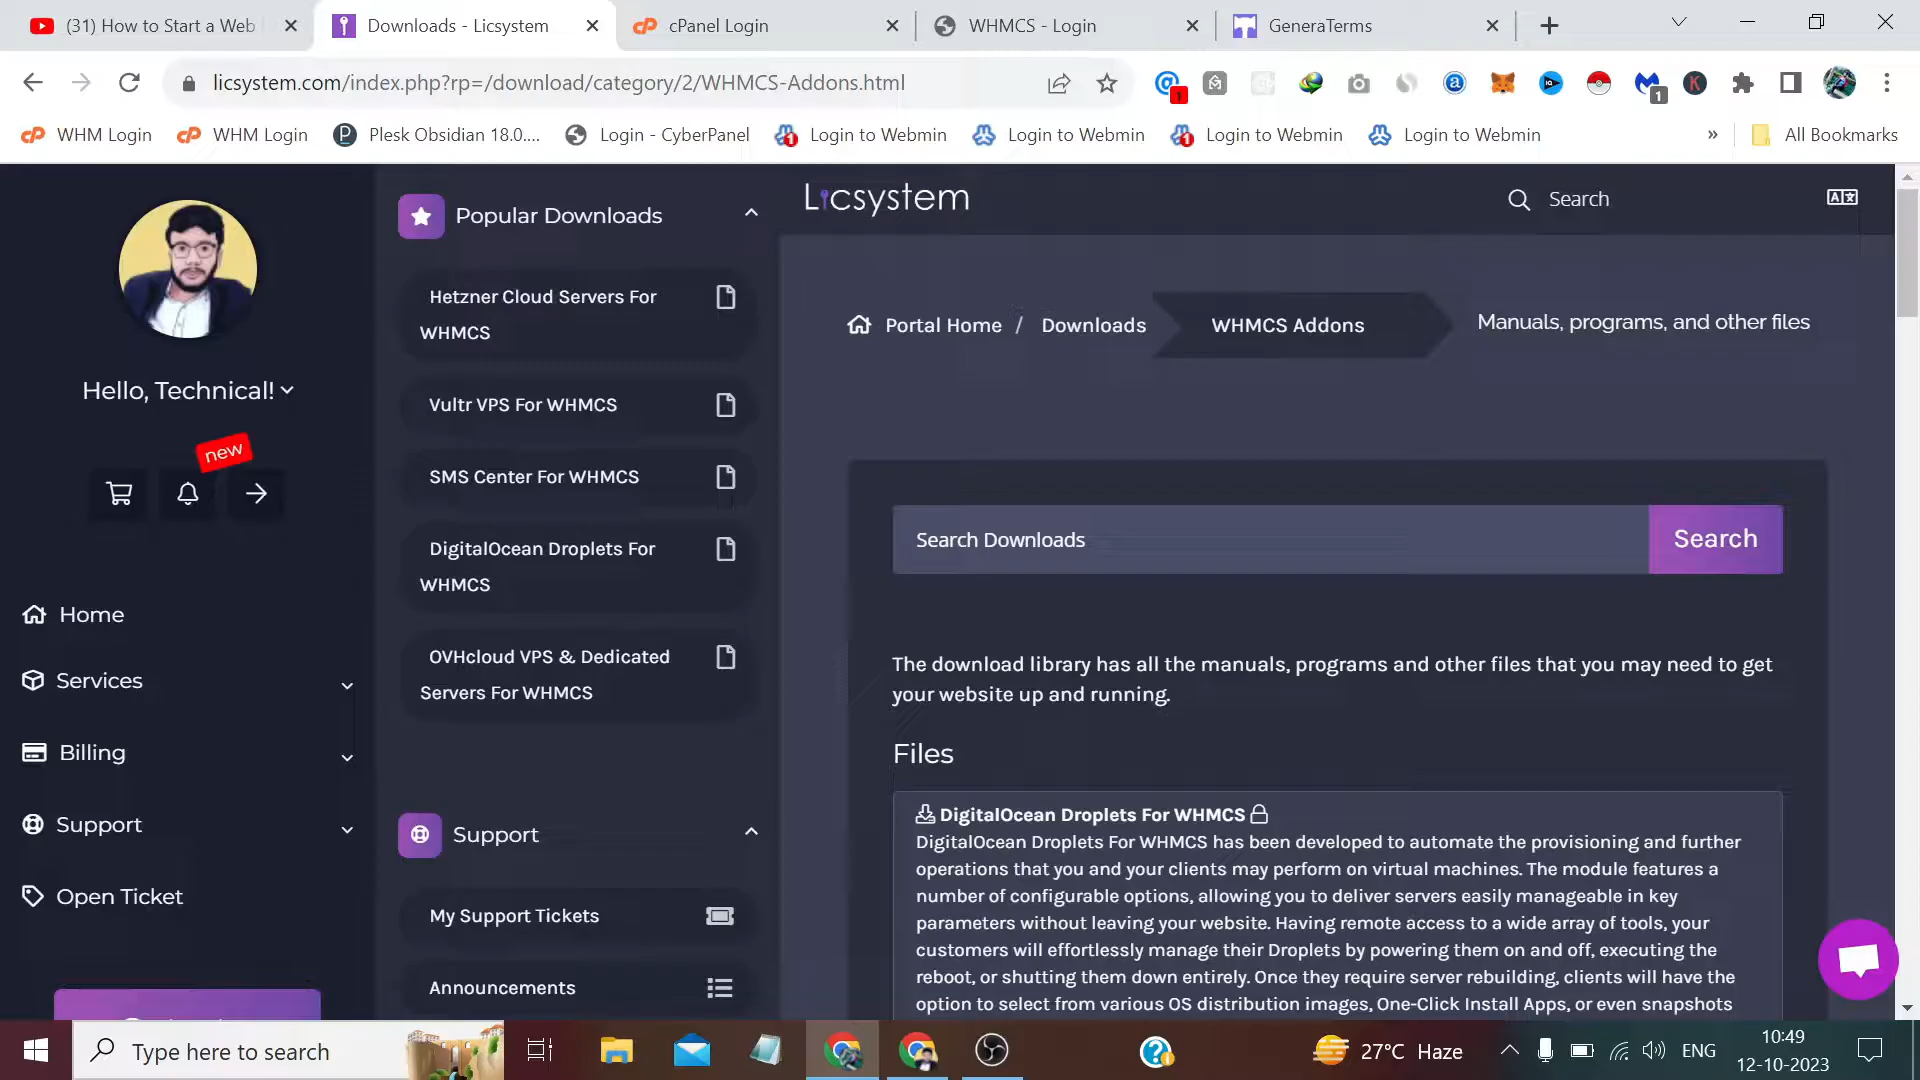 (31) How to Start a Web
Downloads - Licsystem
cPanel Login
WHMCS - Login
GeneraTerms
licsystem.com/index.php?rp=/download/category/2/WHMCS-Addons.html
1
1
WHM Login
WHM Login
Plesk Obsidian 18.0....
Login - CyberPanel
Login to Webmin
Login to Webmin
Login to Webmin
Login to Webmin
»
All Bookmarks
Hello, Technical!
new
Home
Services
Billing
Support
Open Ticket
Popular Downloads
Hetzner Cloud Servers For
WHMCS
Vultr VPS For WHMCS
SMS Center For WHMCS
DigitalOcean Droplets For
WHMCS
OVHcloud VPS & Dedicated
Servers For WHMCS
Support
My Support Tickets
Announcements
Licsystem
Search
Portal Home / Downloads
WHMCS Addons
Manuals, programs, and other files
Search Downloads
Search
The download library has all the manuals, programs and other files that you may need to get
your website up and running.
Files
DigitalOcean Droplets For WHMCS
DigitalOcean Droplets For WHMCS has been developed to automate the provisioning and further
operations that you and your clients may perform on virtual machines. The module features a
number of configurable options, allowing you to deliver servers easily manageable in key
parameters without leaving your website. Having remote access to a wide array of tools, your
customers will effortlessly manage their Droplets by powering them on and off, executing the
reboot, or shutting them down entirely. Once they require server rebuilding, clients will have the
option to select from various OS distribution images, One-Click Install Apps, or even snapshots
Type here to search
27°C Haze
ENG
10:49
12-10-2023